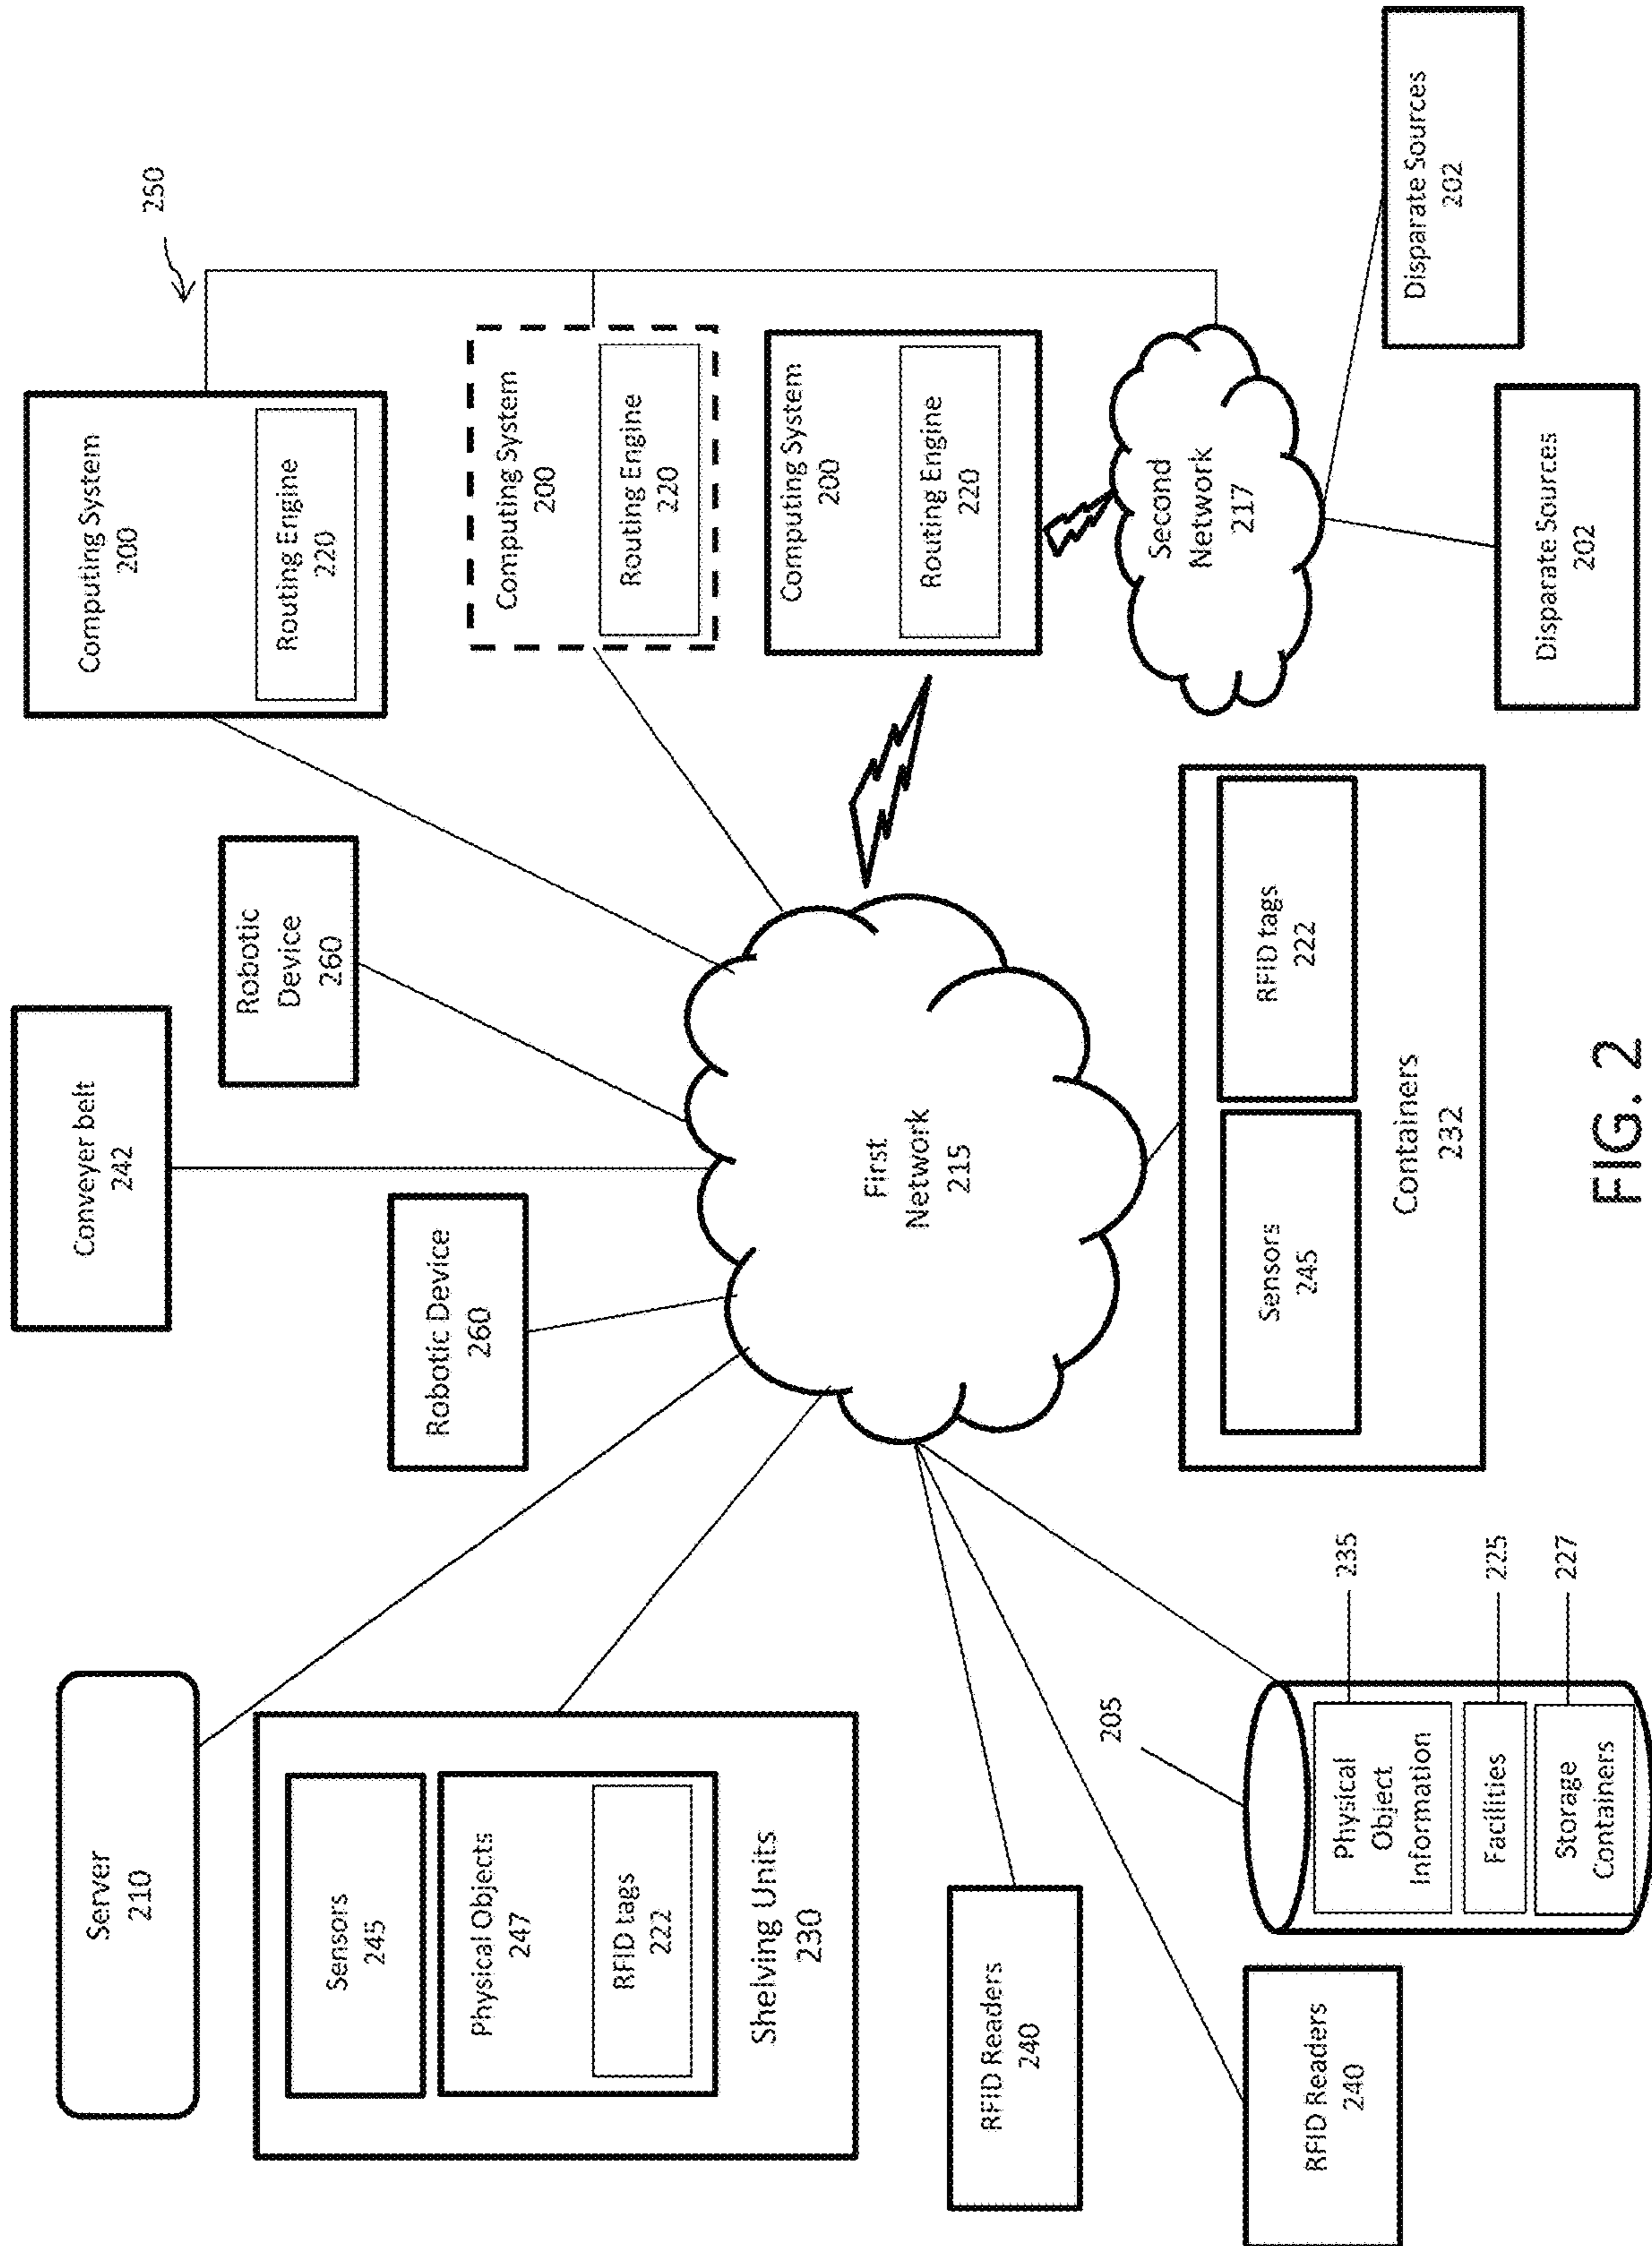 Server
210
Sensors
245
Physical Objects
247
RFID tags
222
Shelving Units
230
RFID Readers
240
RFID Readers
240
205
Physical
Object
Information
Facilities
Storage
Containers
235
225
227
Conveyer belt
242
Robotic Device
260
Robotic
Device
260
First
Network
215
Sensors
245
RFID tags
222
Containers
232
250
Computing System
200
Routing Engine
220
Computing System
200
Routing Engine
220
Computing System
200
Routing Engine
220
Second
Network
217
Disparate Sources
202
Disparate Sources
202
FIG. 2